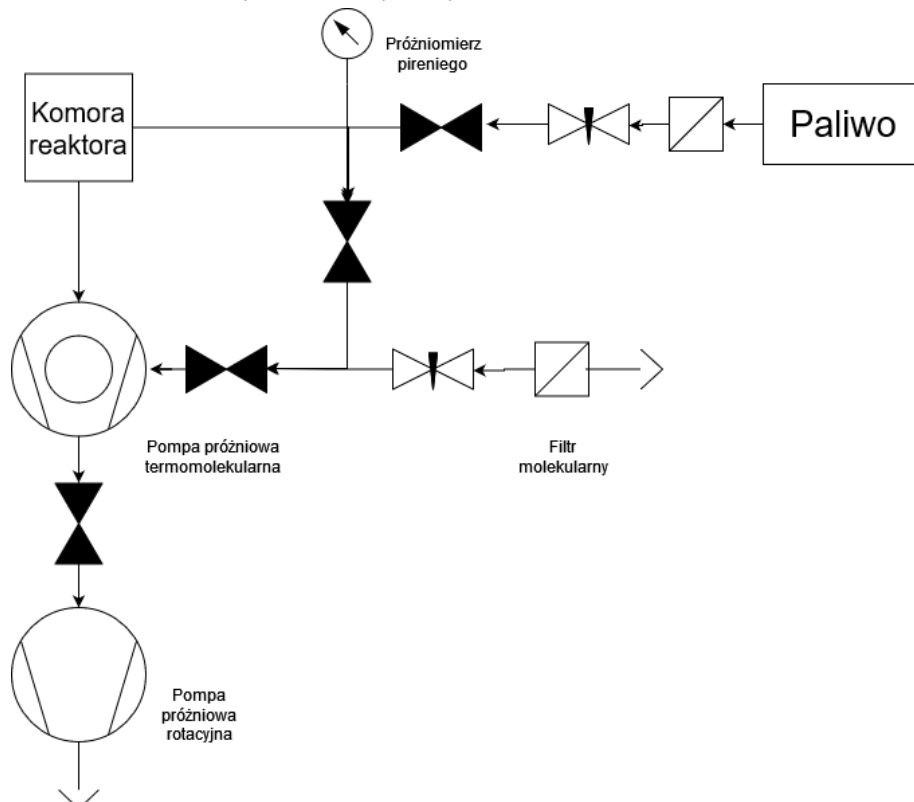 Próżniomierz
pireniego
Komora
reaktora
Paliwo
Pompa próżniowa
termomolekularna
Filtr
molekularny
Pompa
próżniowa
rotacyjna